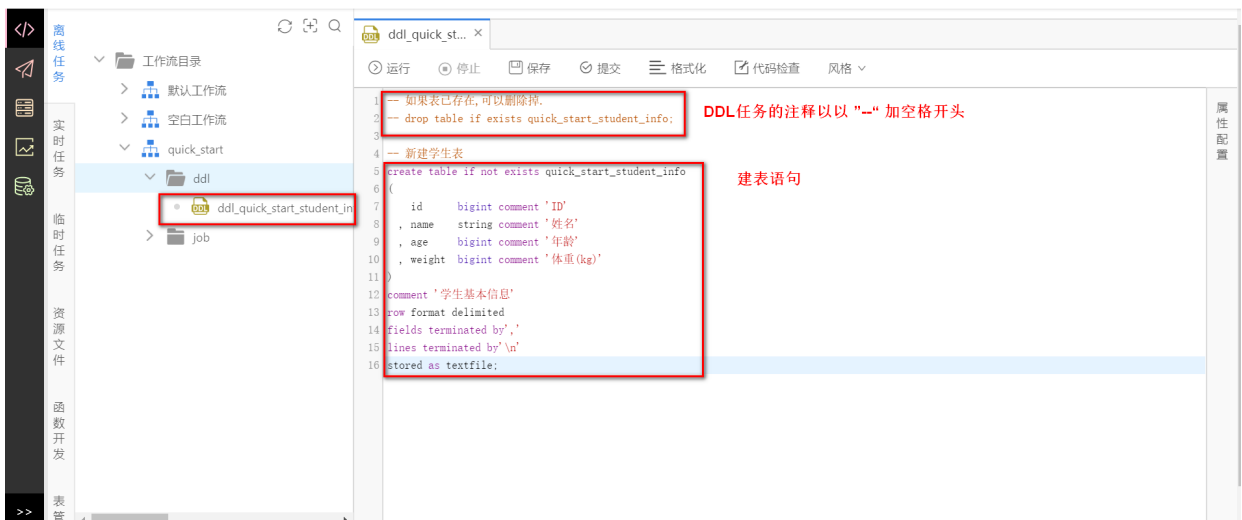 离线任务
实时任务
临时任务
资源文件
函数开发
表管
>>
工作流目录
默认工作流
空白工作流
quick_start
ddl
DDL ddl_quick_start_student_in
job
DDL ddl_quick_st... ×
运行 停止 保存 提交 格式化 代码检查 风格
1 -- 如果表已存在,可以删除掉.
2 -- drop table if exists quick_start_student_info;
3
4 -- 新建学生表
5 create table if not exists quick_start_student_info
6 (
7 id bigint comment 'ID'
8 , name string comment '姓名'
9 , age bigint comment '年龄'
10 , weight bigint comment '体重(kg)'
11 )
12 comment '学生基本信息'
13 row format delimited
14 fields terminated by','
15 lines terminated by'\n'
16 stored as textfile;
DDL任务的注释以以 ”--“ 加空格开头
建表语句
属性配置